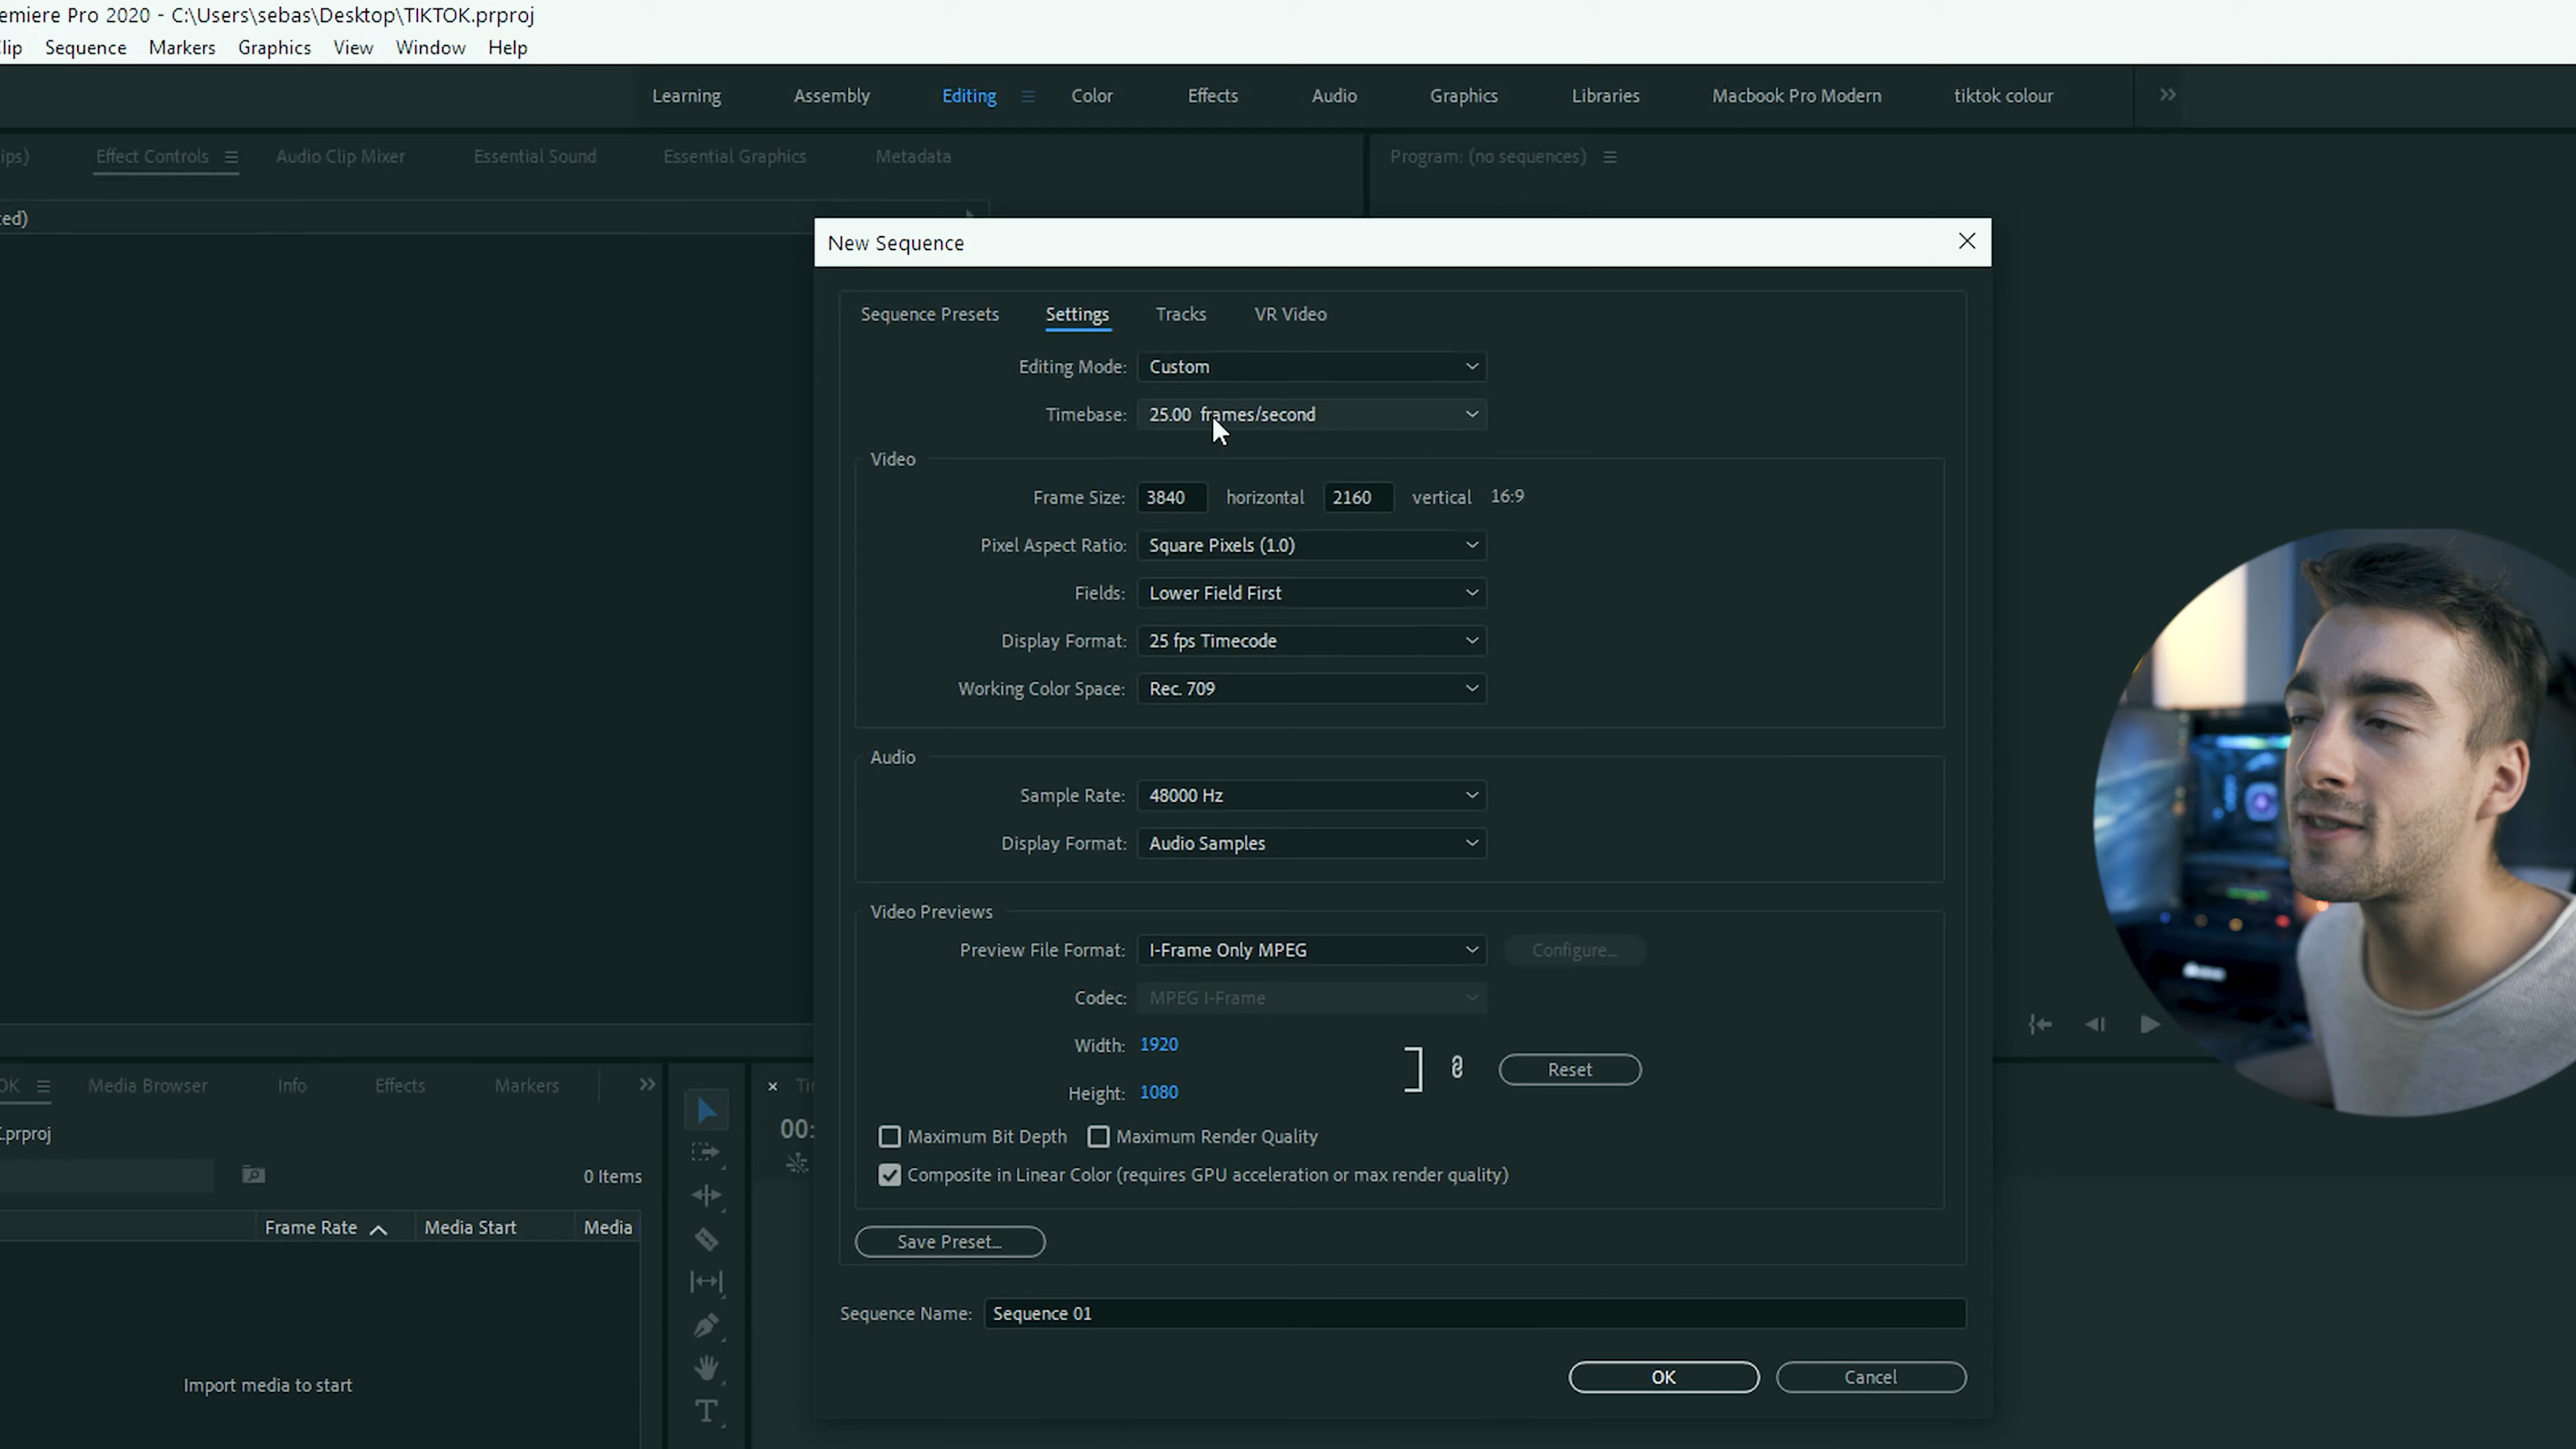 emiere Pro 2020 - C:\Users\sebas\Desktop\TIKTOK.prproj
lip Sequence Markers Graphics View Window Help
Learning Assembly Editing Color Effects Audio Graphics Libraries Macbook Pro Modern tiktok colour
ips) Effect Controls Audio Clip Mixer Essential Sound Essential Graphics Metadata
Program: (no sequences)
ted)
New Sequence
Sequence Presets Settings Tracks VR Video
Editing Mode: Custom
Timebase: 25.00 frames/second
Video
Frame Size: 3840 horizontal 2160 vertical 16:9
Pixel Aspect Ratio: Square Pixels (1.0)
Fields: Lower Field First
Display Format: 25 fps Timecode
Working Color Space: Rec. 709
Audio
Sample Rate: 48000 Hz
Display Format: Audio Samples
Video Previews
Preview File Format: I-Frame Only MPEG Configure...
Codec: MPEG I-Frame
Width: 1920
Reset
Height: 1080
Maximum Bit Depth Maximum Render Quality
Composite in Linear Color (requires GPU acceleration or max render quality)
Save Preset...
Sequence Name: Sequence 01
OK Cancel
OK Media Browser Info Effects Markers
.prproj
0 Items
Frame Rate Media Start Media
Import media to start
Ti
00: